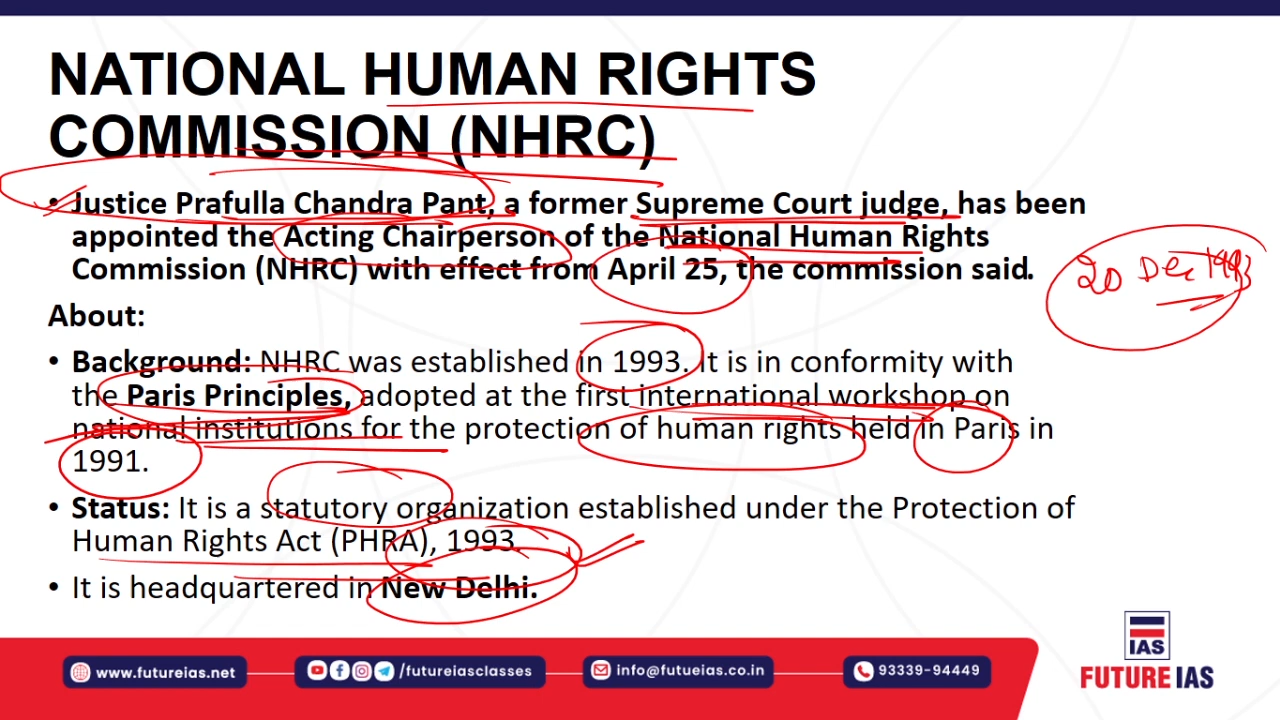 NATIONAL HUMAN RIGHTS
COMMISSION (NHRC)
• Justice Prafulla Chandra Pant, a former Supreme Court judge, has been
appointed the Acting Chairperson of the National Human Rights
Commission (NHRC) with effect from April 25, the commission said.
20 Dec 1993
About:
• Background: NHRC was established in 1993. It is in conformity with
the Paris Principles, adopted at the first international workshop on
national institutions for the protection of human rights held in Paris in
1991.
• Status: It is a statutory organization established under the Protection of
Human Rights Act (PHRA), 1993.
• It is headquartered in New Delhi.
www.futureias.net
/futureiasclasses
info@futueias.co.in
93339-94449
IAS
FUTURE IAS